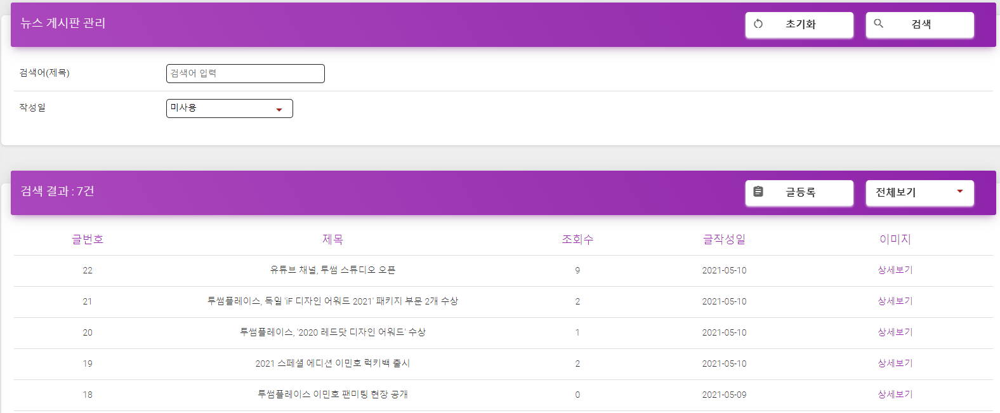 뉴스 게시판 관리 초기화 검색
검색어(제목) 검색어 입력
작성일 미사용
검색 결과 : 7건 글등록 전체보기
글번호 제목 조회수 글작성일 이미지
22 유튜브 채널, 투썸 스튜디오 오픈 9 2021-05-10 상세보기
21 투썸플레이스, 독일 'iF 디자인 어워드 2021' 패키지 부문 2개 수상 2 2021-05-10 상세보기
20 투썸플레이스, '2020 레드닷 디자인 어워드' 수상 1 2021-05-10 상세보기
19 2021 스페셜 에디션 이민호 럭키백 출시 2 2021-05-10 상세보기
18 투썸플레이스 이민호 팬미팅 현장 공개 0 2021-05-09 상세보기